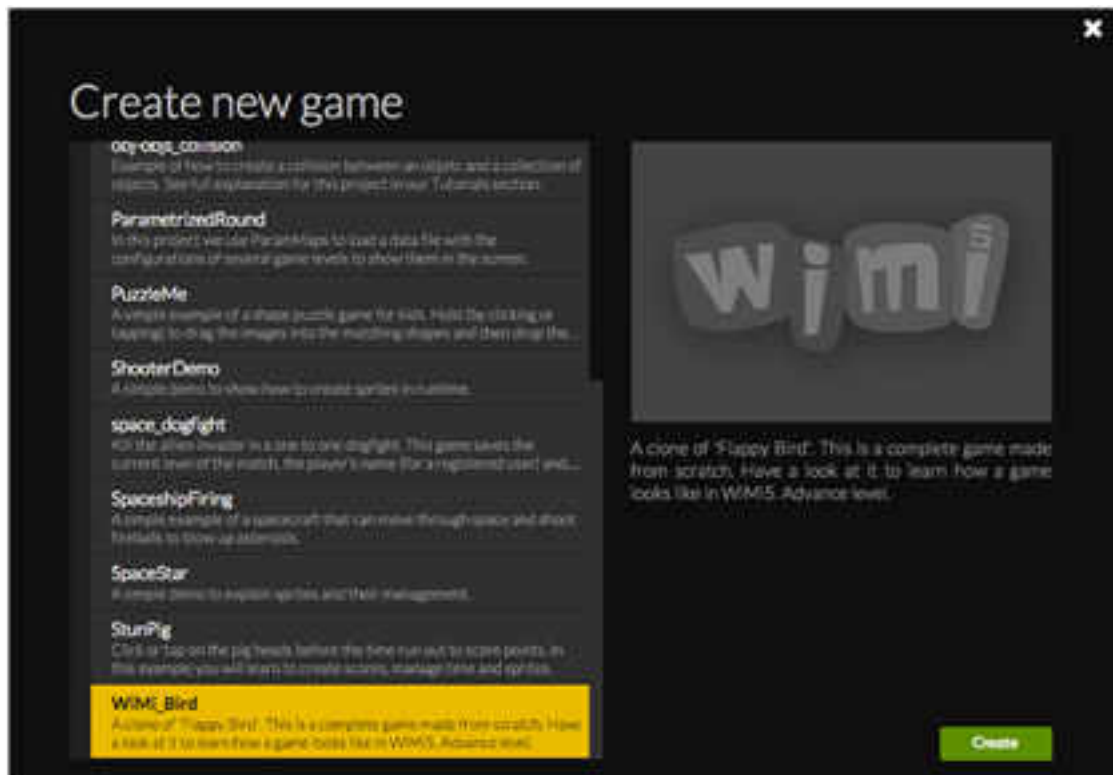 Create new game
obj-objs_collision
Example of how to create a collision between an objetc and a collection of
objects. See full explanation for this project in our Tutorials section.
ParametrizedRound
In this project we use ParamMaps to load a data file with the
configurations of several game levels to show them in the screen.
PuzzleMe
A simple example of a shape puzzle game for kids. Hold (by clicking or
tapping) to drag the images into the matching shapes and then drop the...
ShooterDemo
A simple demo to show how to create sprites in runtime.
space_dogfight
Kill the alien invader in a one to one dogfight. This game saves the
current level of the match, the player's name (for a registered user) and...
SpaceshipFiring
A simple example of a spacecraft that can move through space and shoot
fireballs to blow up asteroids.
SpaceStar
A simple demo to explain sprites and their management.
StunPig
Click or tap on the pig heads before the time run out to score points. In
this example you will learn to create scores, manage time and sprites.
WiMi_Bird
A clone of 'Flappy Bird'. This is a complete game made from scratch. Have
a look at it to learn how a game looks like in WIMI5. Advance level.
wimi5
A clone of 'Flappy Bird'. This is a complete game made
from scratch. Have a look at it to learn how a game
looks like in WIMI5. Advance level.
Create